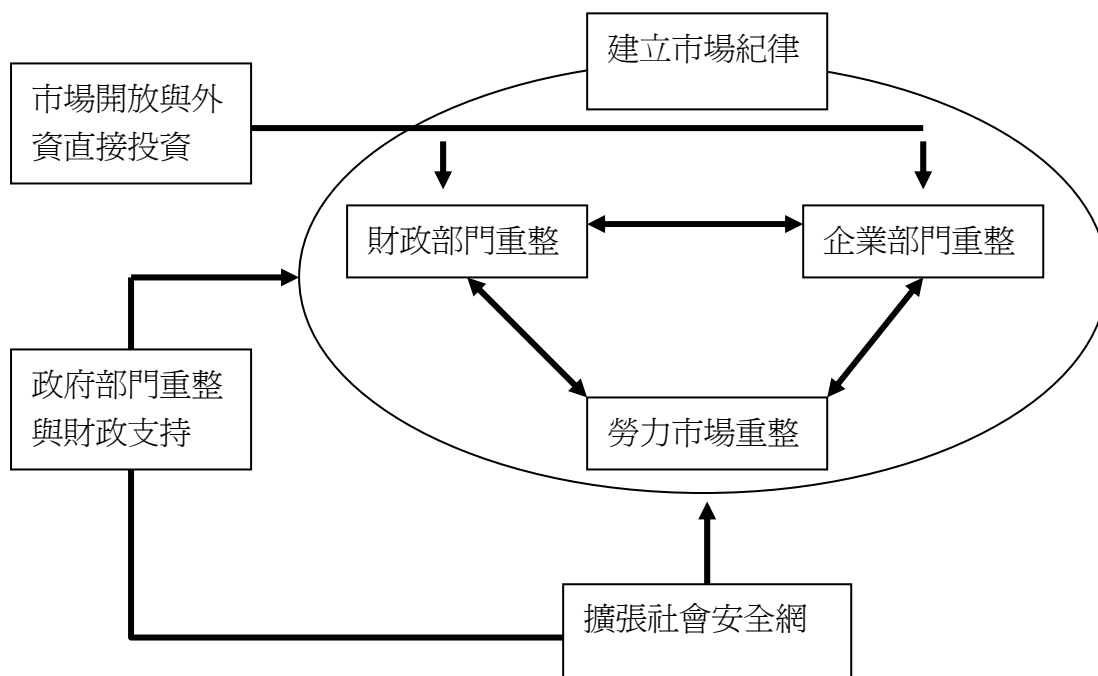 建立市場紀律
市場開放與外
資直接投資
財政部門重整
企業部門重整
政府部門重整
與財政支持
勞力市場重整
擴張社會安全網